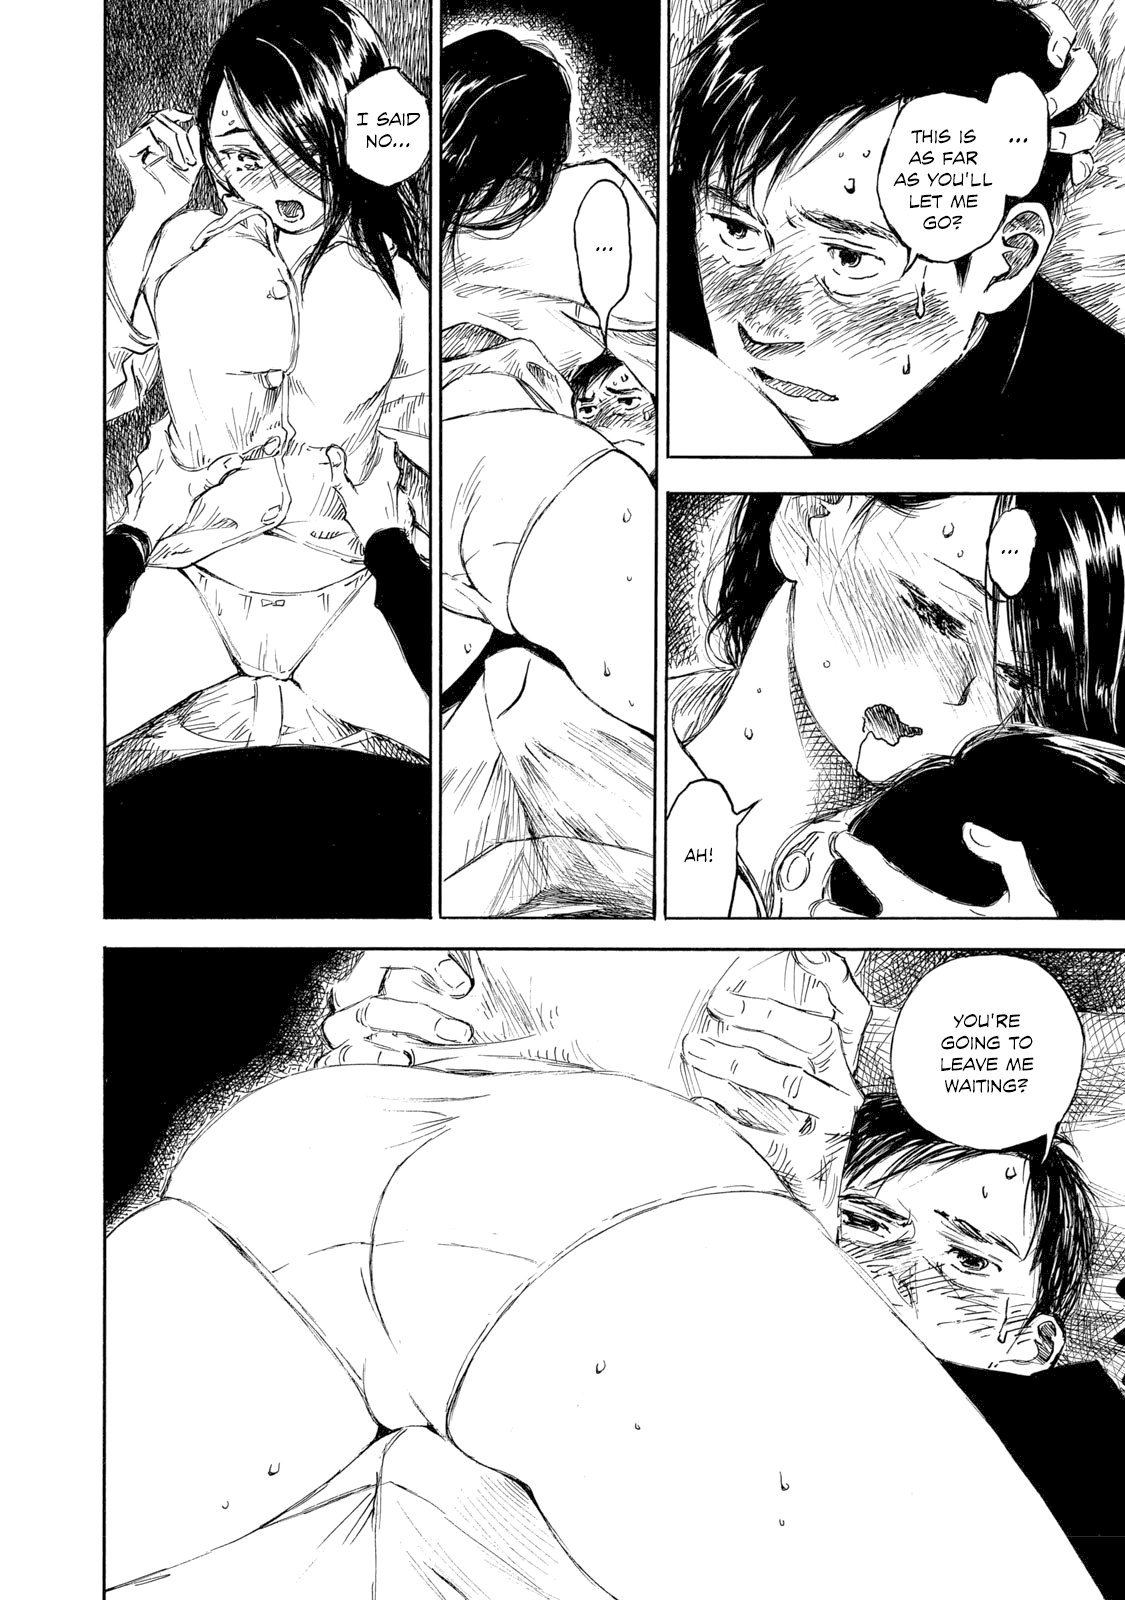 ...
THIS IS
AS FAR
AS YOU'LL
LET ME
GO?
...
I SAID
NO...
...
AH!
YOU'RE
GOING TO
LEAVE ME
WAITING?